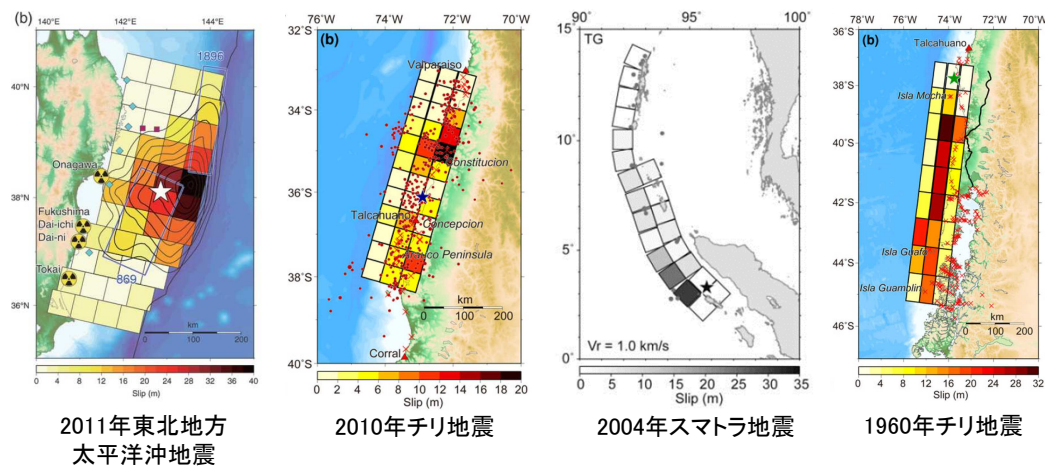 (b)
140°E
142°E
144°E
1896
40°N
Onagawa
38°N
Fukushima
Dai-ichi
Dai-ni
Tokai
869
36°N
km
0 100 200
0 4 8 12 16 20 24 28 32 36 40
Slip (m)
2011年東北地方
太平洋沖地震
76°W 74°W 72°W 70°W
32°S
(b)
Valparaiso
34°S
Constitucion
36°S
Talcahuano
Concepcion
Arauco Peninsula
38°S
km
0 100 200
Corral
40°S
0 2 4 6 8 10 12 14 16 18 20
Slip (m)
2010年チリ地震
90° 95° 100°
15°
TG
10°
5°
Vr = 1.0 km/s
0°
0 5 10 15 20 25 30 35
Slip (m)
2004年スマトラ地震
76°W 74°W 72°W 70°W
36°S
(b)
Talcahuano
38°S
Isla Mocha
40°S
42°S
Isla Guafo
44°S
Isla Guamblin
km
0 100 200
46°S
0 4 8 12 16 20 24 28 32
Slip (m)
1960年チリ地震